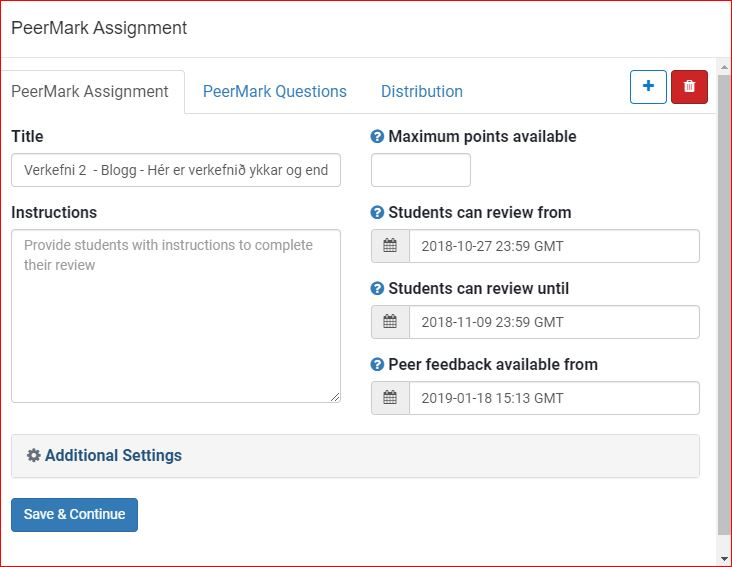 PeerMark Assignment
PeerMark Assignment PeerMark Questions Distribution
Title
Verkefni 2 - Blogg - Hér er verkefnið ykkar og end
Instructions
Provide students with instructions to complete
their review
Maximum points available
Students can review from
2018-10-27 23:59 GMT
Students can review until
2018-11-09 23:59 GMT
Peer feedback available from
2019-01-18 15:13 GMT
Additional Settings
Save & Continue